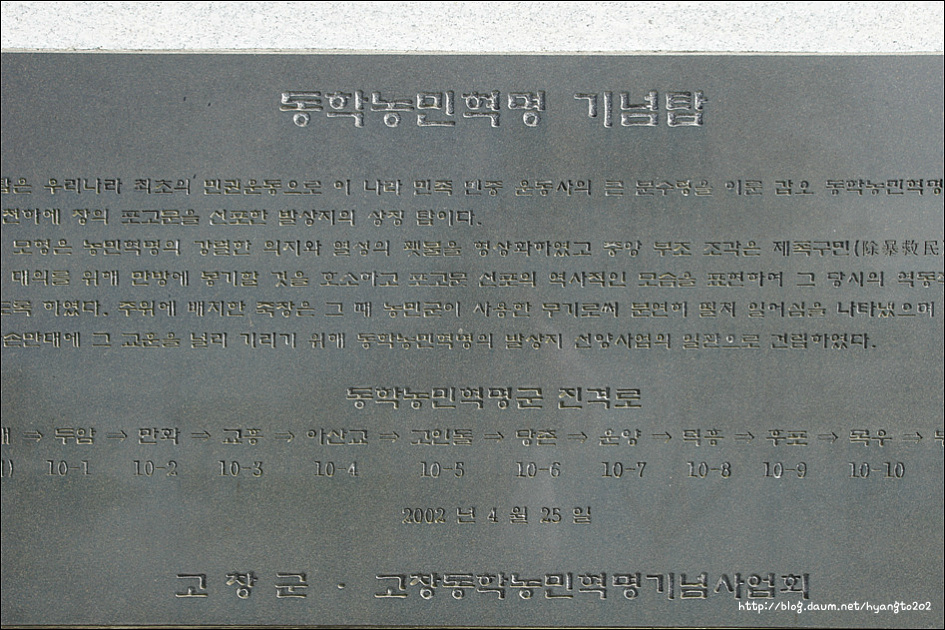 동학농민혁명 기념탑
탑은 우리나라 최초의 민권운동으로 이 나라 민족 민중 운동사의 큰 분수령을 이룬 갑오 동학농민혁명
천하에 창의 포고문을 선포한 발상지의 상징 탑이다.
모형은 농민혁명의 강렬한 의지와 열성의 횃불을 형상화하였고 중앙 부조 조각은 제폭구민(除暴救民
대의를 위해 만방에 봉기할 것을 호소하고 포고문 선포의 역사적인 모습을 표현하여 그 당시의 역동
하였다. 주위에 배치한 죽창은 그 때 농민군이 사용한 무기로써 분연히 떨쳐 일어섬을 나타냈으며
손만대에 그 교훈을 널리 기리기 위해 동학농민혁명의 발상지 선양사업의 일환으로 건립하였다.
동학농민혁명군 진격로
⇒ 두암 ⇒ 만화 ⇒ 교흥 ⇒ 아산교 ⇒ 고인돌 ⇒ 당촌 ⇒ 운양 → 덕흥 ⇒ 후포 ⇒ 목우 ⇒
10-1 10-2 10-3 10-4 10-5 10-6 10-7 10-8 10-9 10-10
2002 년 4 월 25 일
고 창 군 · 고창동학농민혁명기념사업회
http://blog.daum.net/hyangto202